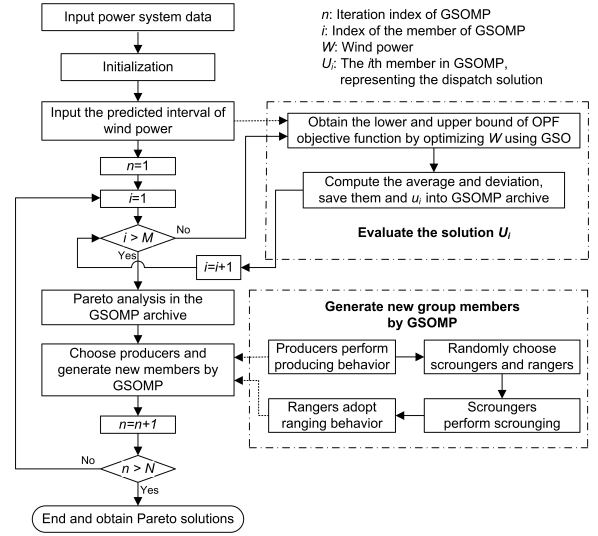 Input power system data
n: Iteration index of GSOMP
i: Index of the member of GSOMP
W: Wind power
Ui: The ith member in GSOMP,
representing the dispatch solution
Initialization
Input the predicted interval of
wind power
Obtain the lower and upper bound of OPF
objective function by optimizing W using GSO
n=1
i=1
Compute the average and deviation,
save them and ui into GSOMP archive
No
i > M
Evaluate the solution Ui
Yes
i=i+1
Pareto analysis in the
GSOMP archive
Generate new group members
by GSOMP
Choose producers and
generate new members by
GSOMP
Producers perform
producing behavior
Randomly choose
scroungers and rangers
Rangers adopt
ranging behavior
Scroungers
perform scrounging
n=n+1
No
n > N
Yes
End and obtain Pareto solutions